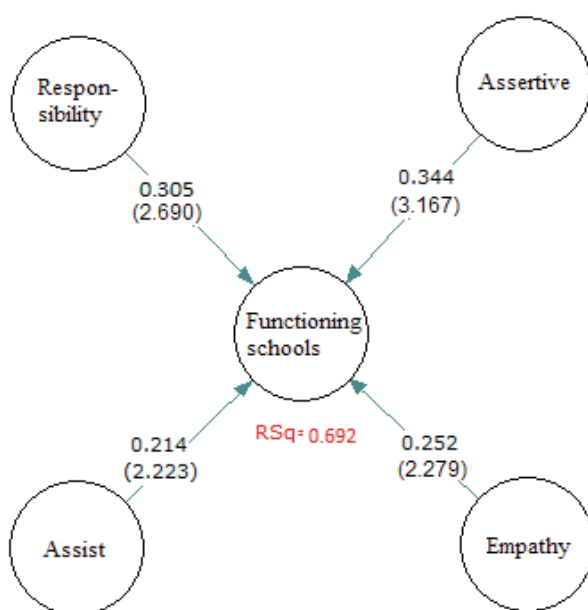 Respon-
sibility
Assertive
0.305
(2.690)
0.344
(3.167)
Functioning
schools
RSq= 0.692
0.214
(2.223)
0.252
(2.279)
Assist
Empathy